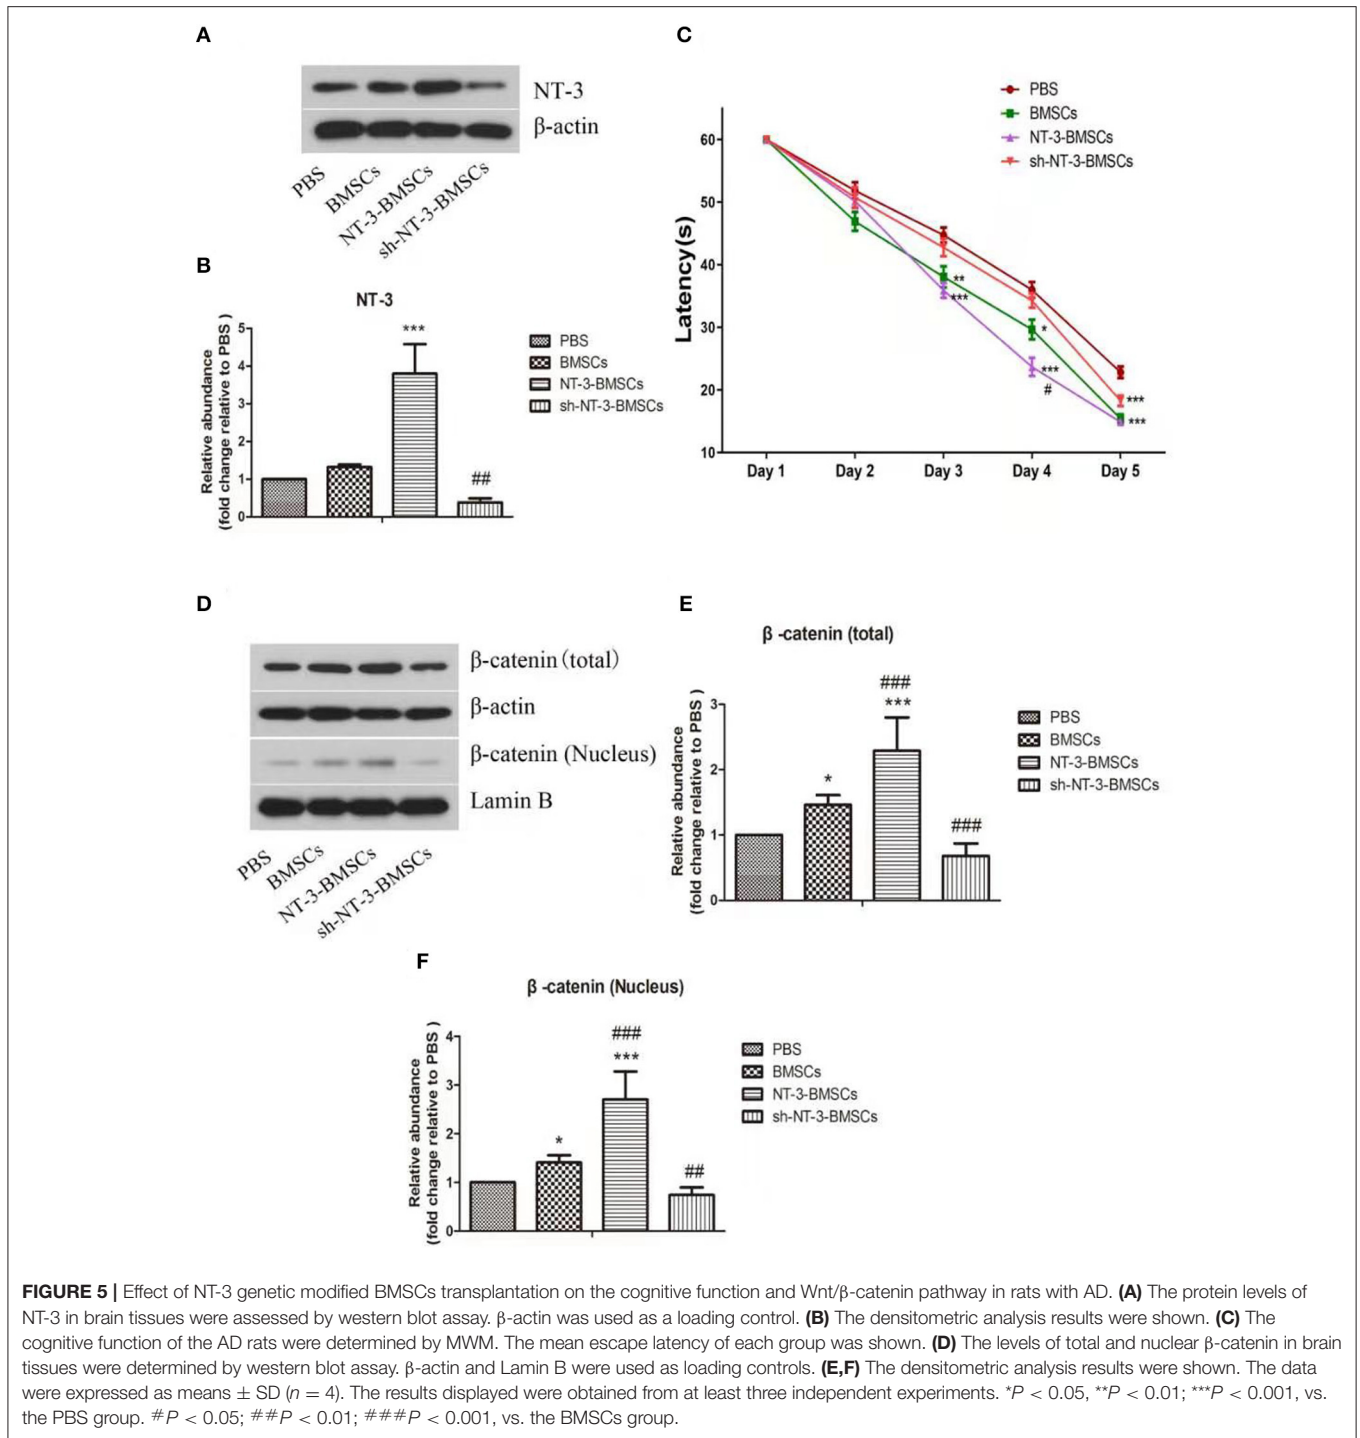 A
NT-3
β-actin
PBS
BMSCs
NT-3-BMSCs
sh-NT-3-BMSCs
B
NT-3
Relative abundance
(fold change relative to PBS )
5
4
3
2
1
0
***
##
PBS
BMSCs
NT-3-BMSCs
sh-NT-3-BMSCs
C
PBS
BMSCs
NT-3-BMSCs
sh-NT-3-BMSCs
Latency(s)
60
50
40
30
20
10
**
***
*
***
#
***
***
Day 1
Day 2
Day 3
Day 4
Day 5
D
β-catenin (total)
β-actin
β-catenin (Nucleus)
Lamin B
PBS
BMSCs
NT-3-BMSCs
sh-NT-3-BMSCs
E
β -catenin (total)
Relative abundance
(fold change relative to PBS )
3
2
1
0
*
###
***
###
PBS
BMSCs
NT-3-BMSCs
sh-NT-3-BMSCs
F
β -catenin (Nucleus)
Relative abundance
(fold change relative to PBS )
4
3
2
1
0
*
###
***
##
PBS
BMSCs
NT-3-BMSCs
sh-NT-3-BMSCs
FIGURE 5 | Effect of NT-3 genetic modified BMSCs transplantation on the cognitive function and Wnt/β-catenin pathway in rats with AD. (A) The protein levels of
NT-3 in brain tissues were assessed by western blot assay. β-actin was used as a loading control. (B) The densitometric analysis results were shown. (C) The
cognitive function of the AD rats were determined by MWM. The mean escape latency of each group was shown. (D) The levels of total and nuclear β-catenin in brain
tissues were determined by western blot assay. β-actin and Lamin B were used as loading controls. (E,F) The densitometric analysis results were shown. The data
were expressed as means ± SD (n = 4). The results displayed were obtained from at least three independent experiments. *P < 0.05, **P < 0.01; ***P < 0.001, vs.
the PBS group. #P < 0.05; ##P < 0.01; ###P < 0.001, vs. the BMSCs group.